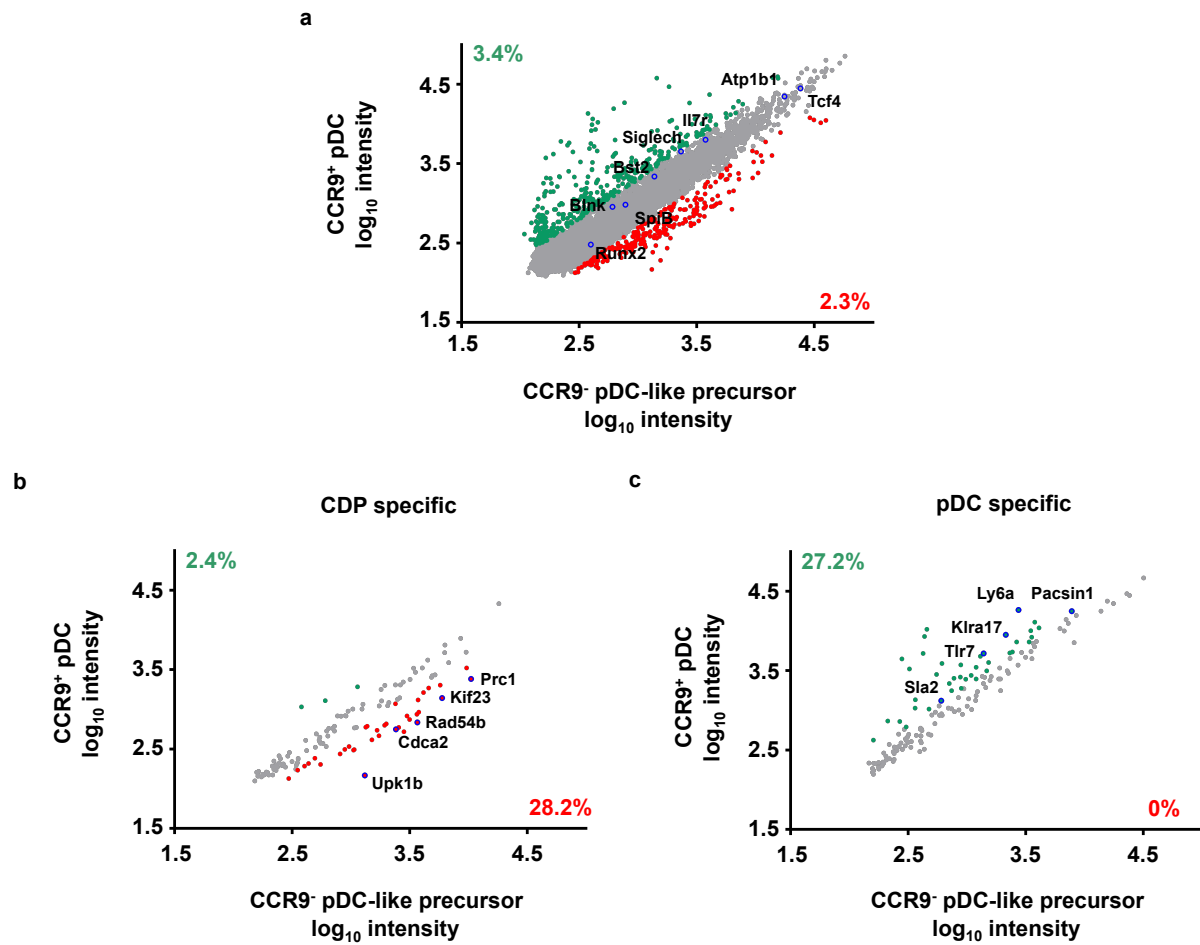 a
3.4%
4.5
3.5
2.5
1.5
CCR9+ pDC
log10 intensity
Atp1b1
Tcf4
Il7r
Siglech
Bst2
Blnk
SpiB
Runx2
2.3%
1.5 2.5 3.5 4.5
CCR9- pDC-like precursor
log10 intensity
b
CDP specific
2.4%
4.5
3.5
2.5
1.5
CCR9+ pDC
log10 intensity
Prc1
Kif23
Rad54b
Cdca2
Upk1b
28.2%
1.5 2.5 3.5 4.5
CCR9- pDC-like precursor
log10 intensity
c
pDC specific
27.2%
4.5
3.5
2.5
1.5
CCR9+ pDC
log10 intensity
Ly6a Pacsin1
Klra17
Tlr7
Sla2
0%
1.5 2.5 3.5 4.5
CCR9- pDC-like precursor
log10 intensity